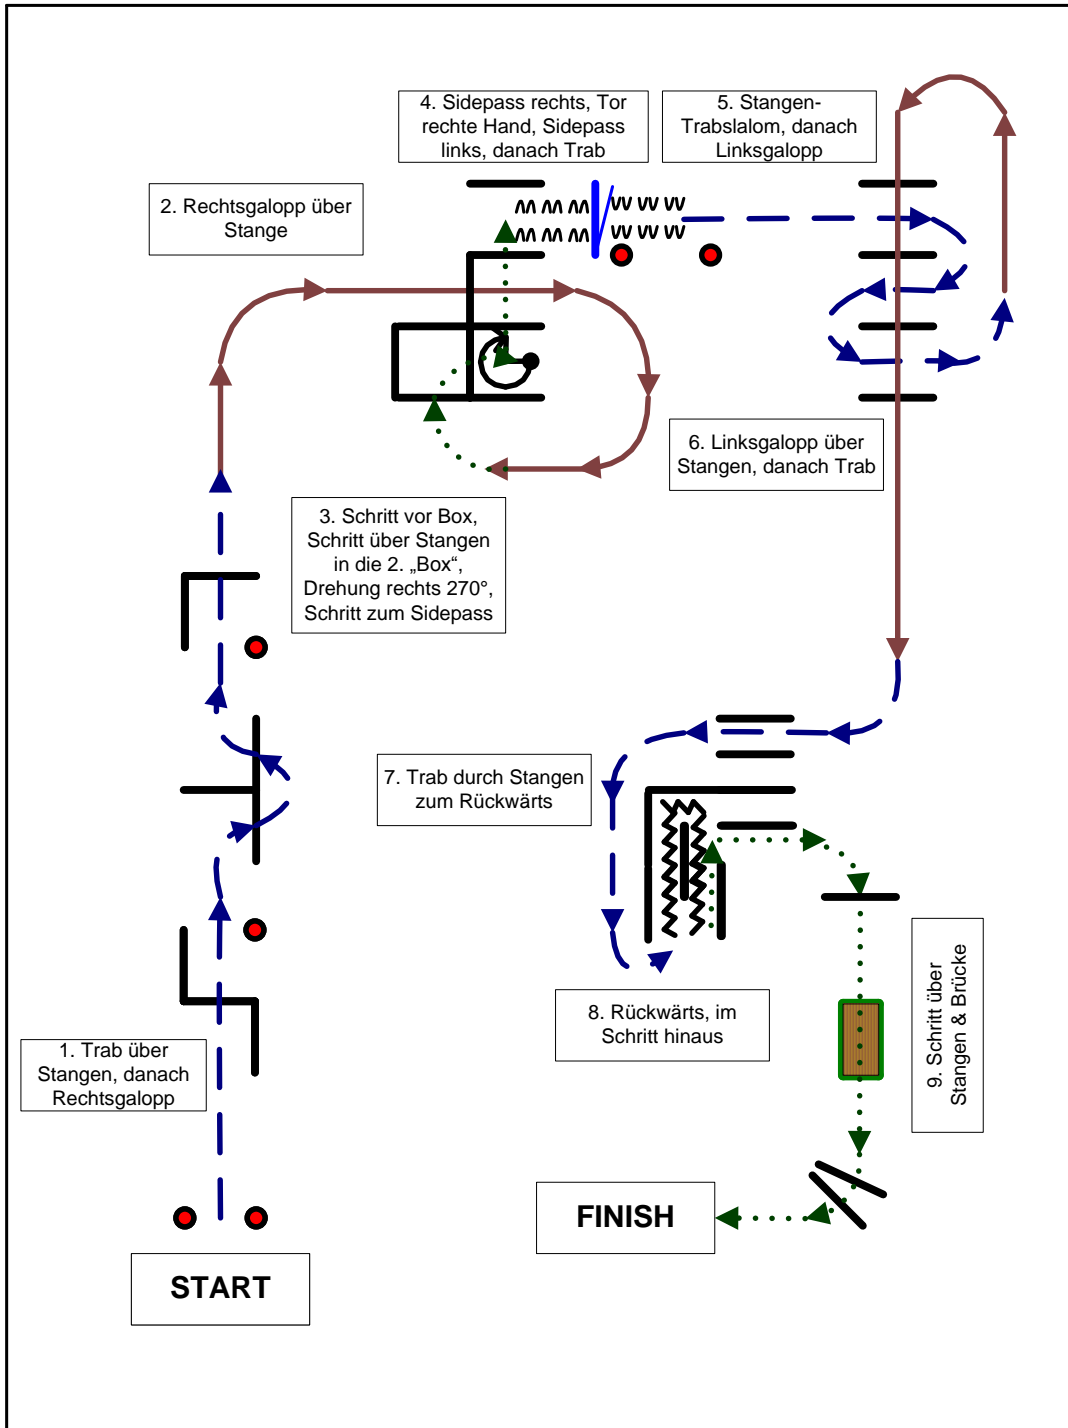 4. Sidepass rechts, Tor
rechte Hand, Sidepass
links, danach Trab
5. Stangen-
Trabslalom, danach
Linksgalopp
2. Rechtsgalopp über
Stange
6. Linksgalopp über
Stangen, danach Trab
3. Schritt vor Box,
Schritt über Stangen
in die 2. „Box“,
Drehung rechts 270°,
Schritt zum Sidepass
7. Trab durch Stangen
zum Rückwärts
8. Rückwärts, im
Schritt hinaus
9. Schritt über
Stangen & Brücke
1. Trab über
Stangen, danach
Rechtsgalopp
FINISH
START